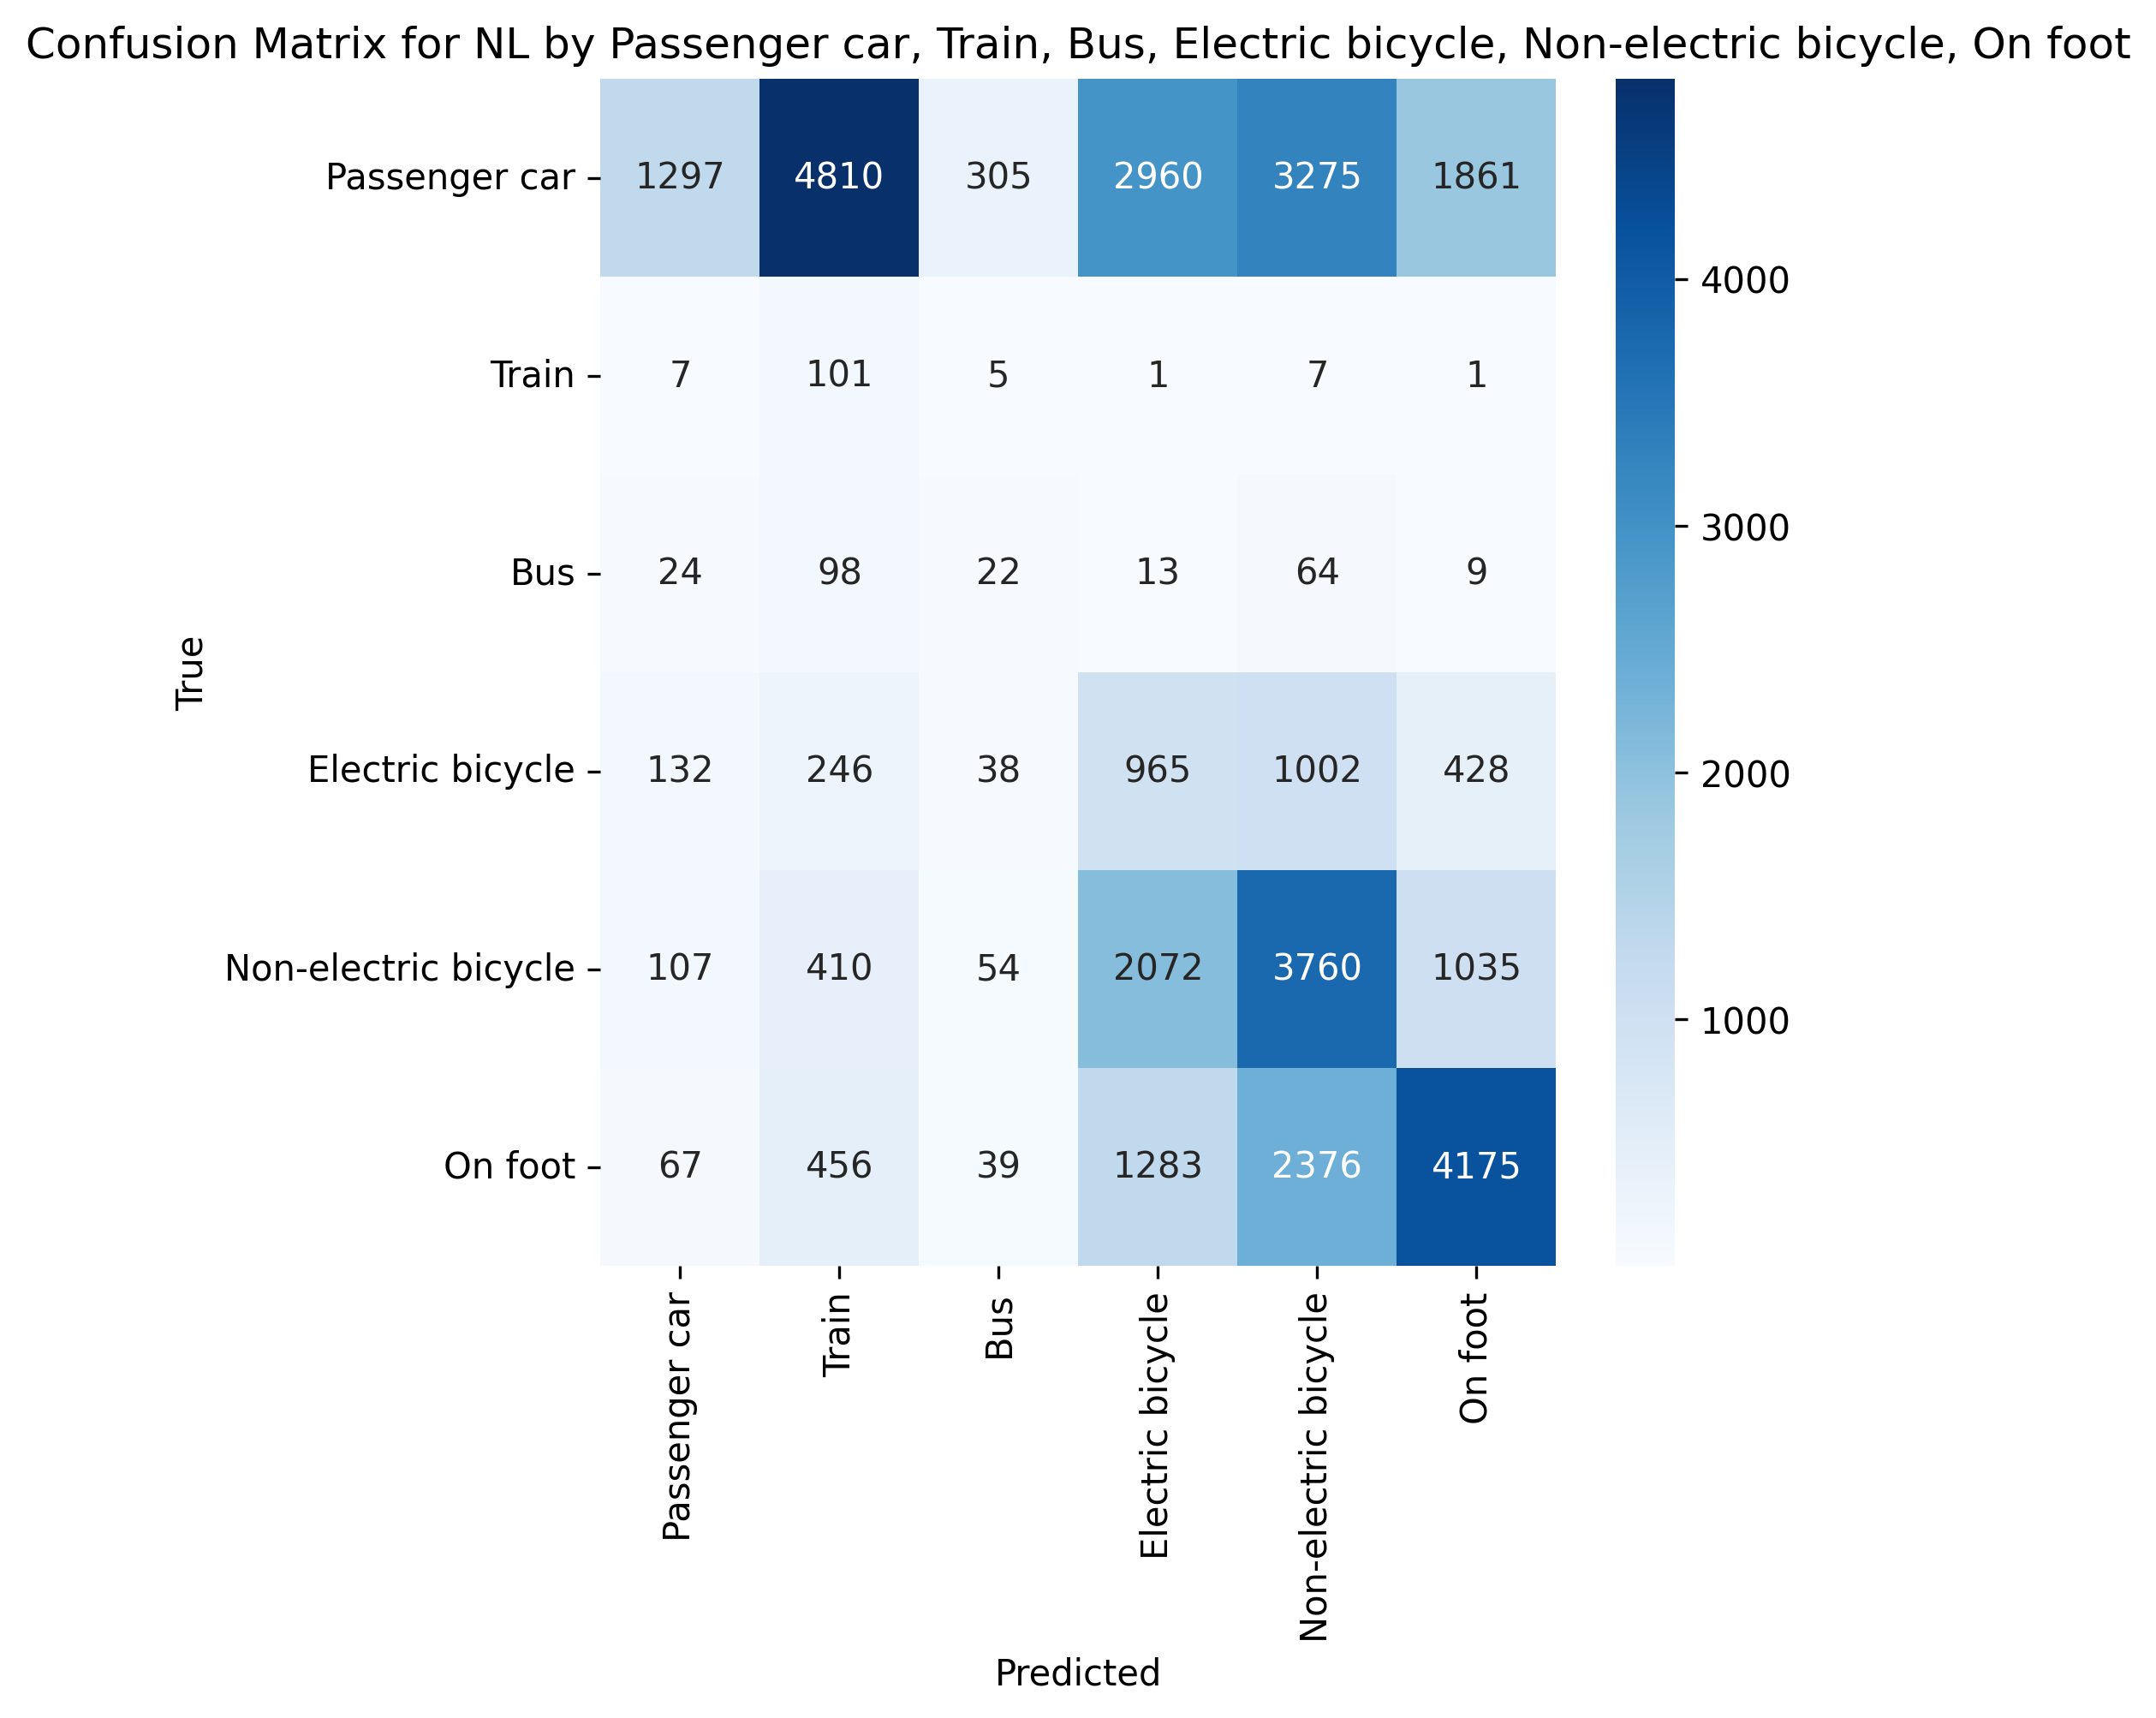 Confusion Matrix for NL by Passenger car, Train, Bus, Electric bicycle, Non-electric bicycle, On foot
Passenger car 1297 4810 305 2960 3275 1861
Train 7 101 5 1 7 1
Bus 24 98 22 13 64 9
Electric bicycle 132 246 38 965 1002 428
Non-electric bicycle 107 410 54 2072 3760 1035
On foot 67 456 39 1283 2376 4175
True
Passenger car
Train
Bus
Electric bicycle
Non-electric bicycle
On foot
Predicted
4000
3000
2000
1000